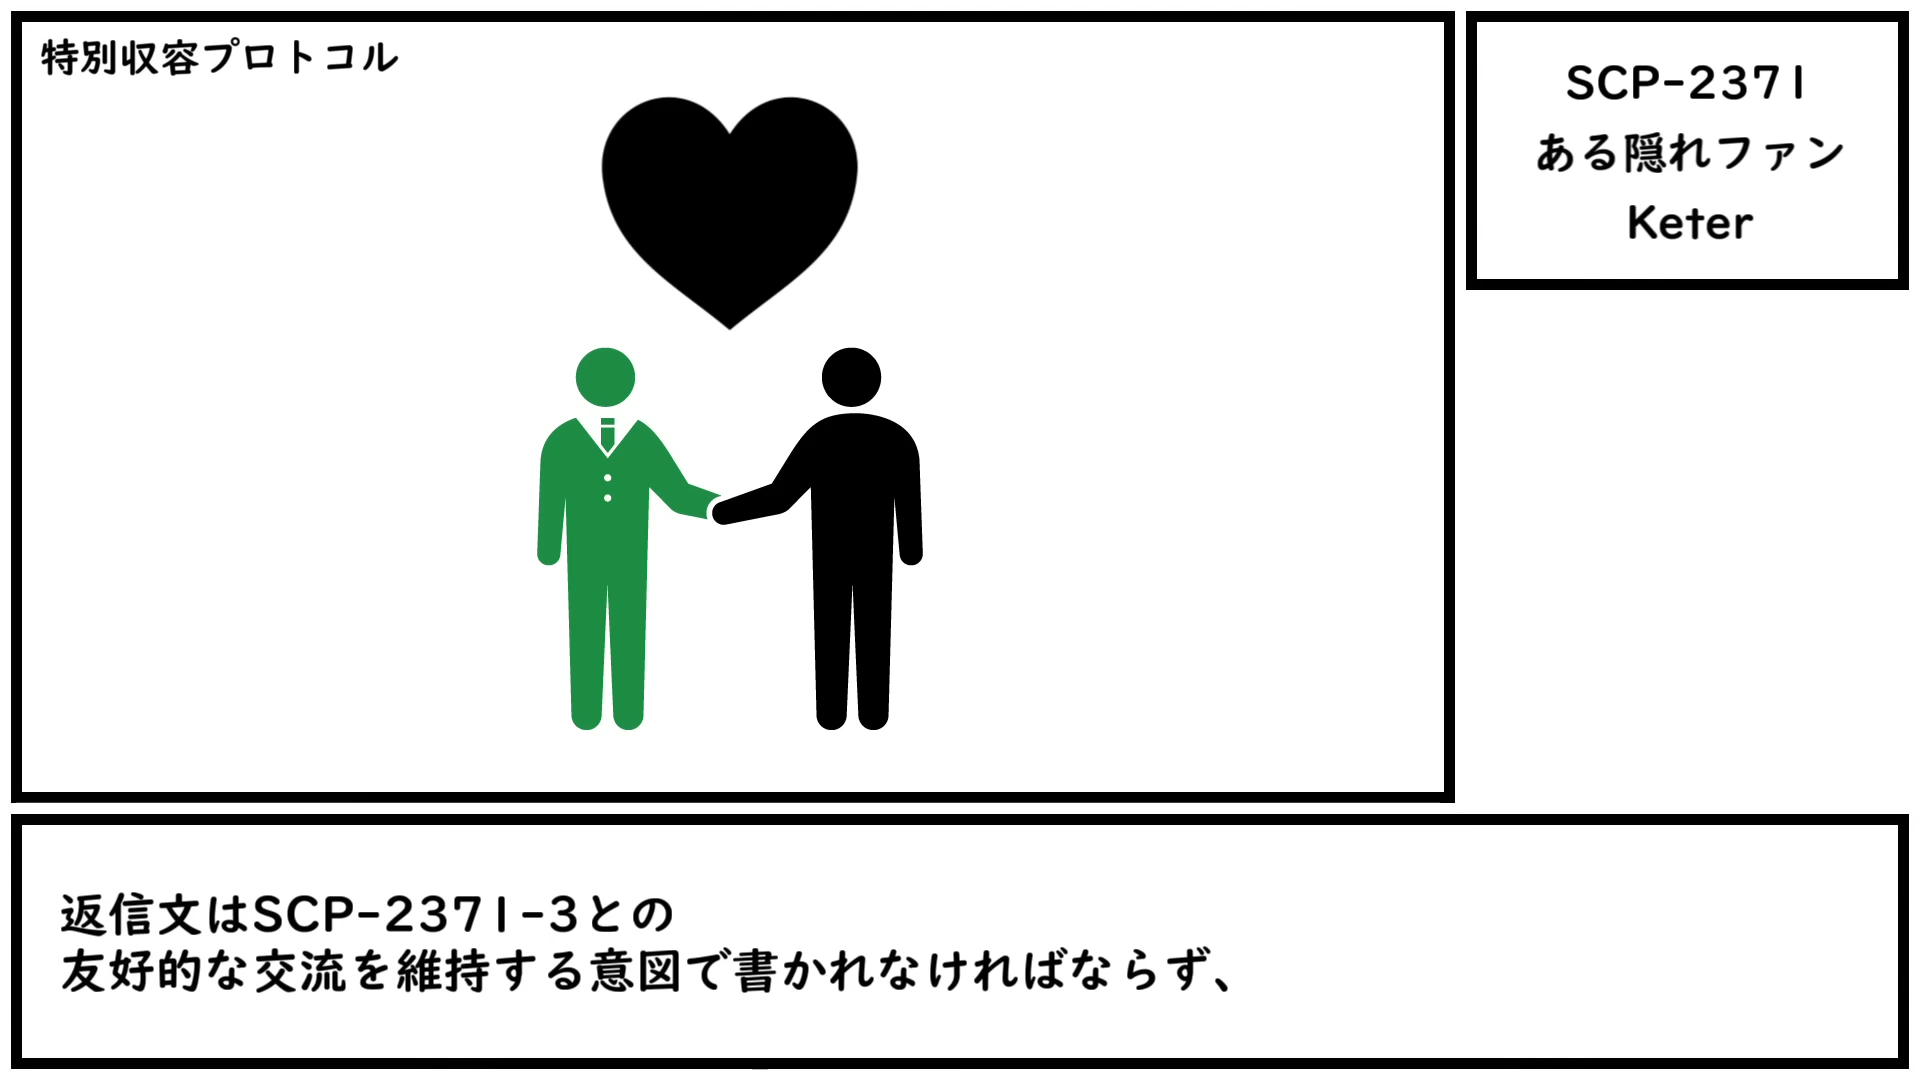 特別収容プロトコル
SCP-2371
ある隠れファン
Keter
返信文はSCP-2371-3との
友好的な交流を維持する意図で書かれなければならず、